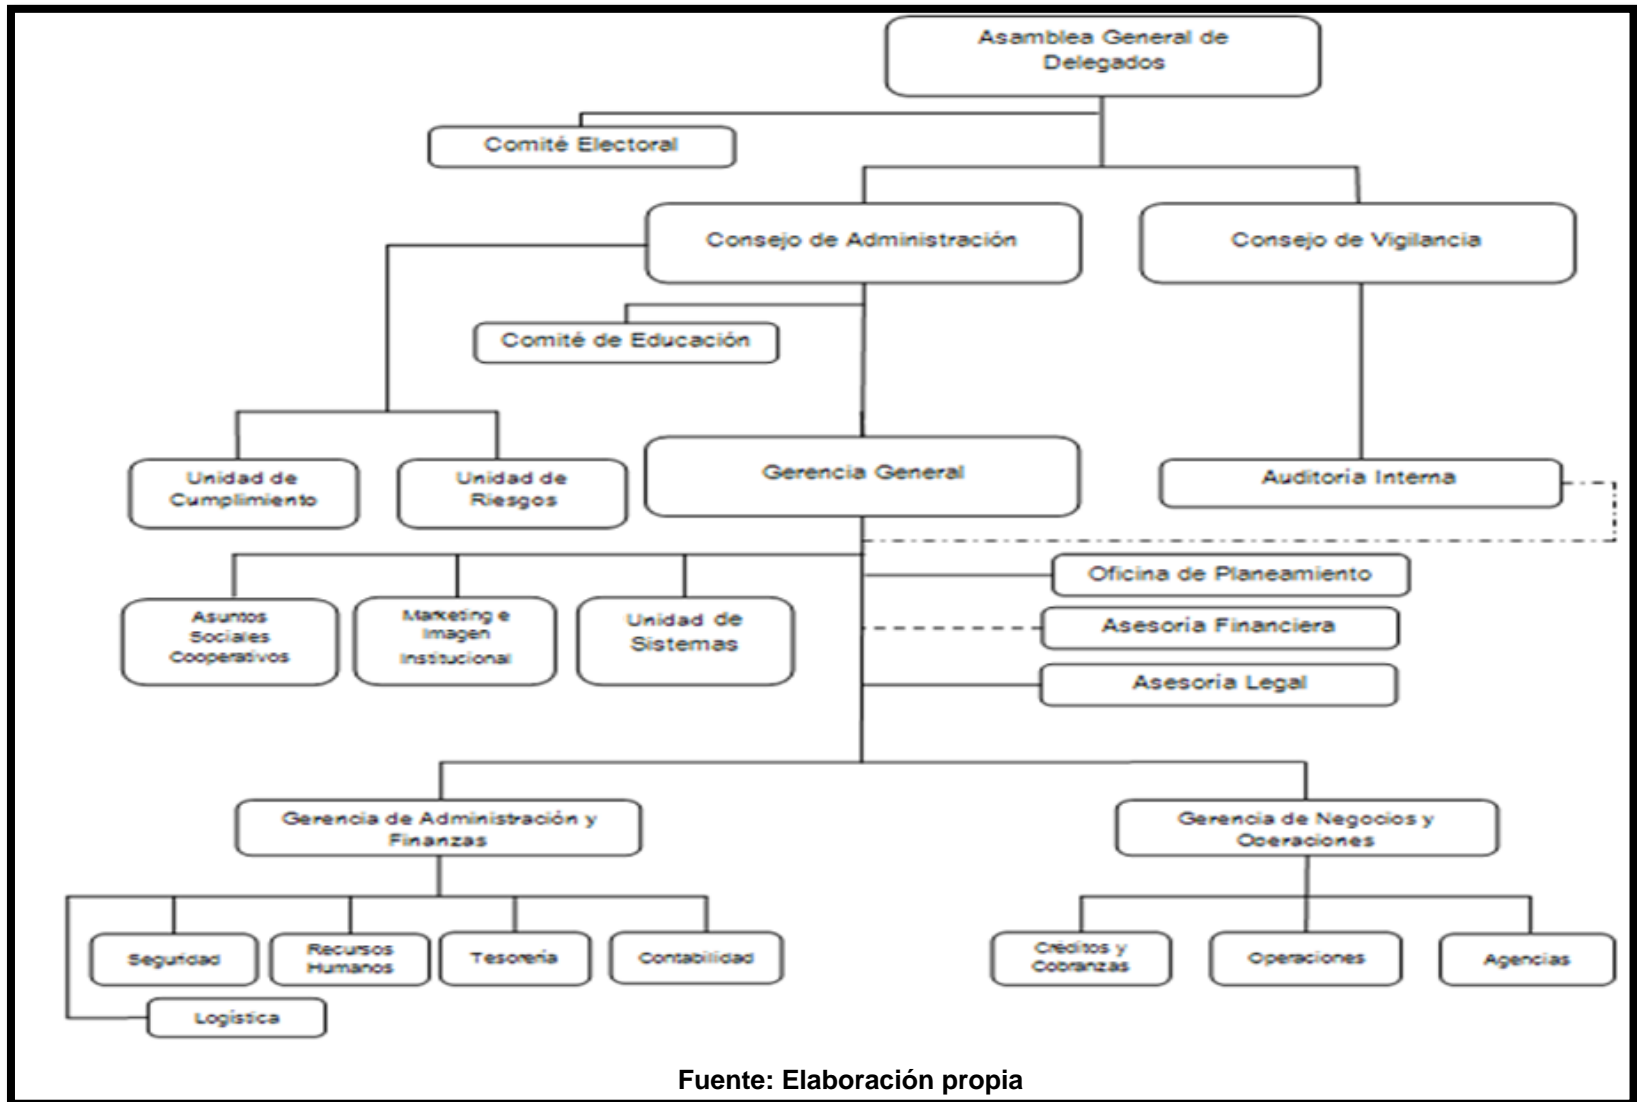 Asamblea General de
Delegados
Comité Electoral
Consejo de Administración
Consejo de Vigilancia
Comité de Educación
Unidad de
Cumplimiento
Unidad de
Riesgos
Gerencia General
Auditoría Interna
Oficina de Planeamiento
Asuntos
Sociales
Cooperativos
Marketing e
Imagen
Institucional
Unidad de
Sistemas
Asesoría Financiera
Asesoría Legal
Gerencia de Administración y
Finanzas
Gerencia de Negocios y
Operaciones
Seguridad
Recursos
Humanos
Tesorería
Contabilidad
Créditos y
Cobranzas
Operaciones
Agencias
Logística
Fuente: Elaboración propia